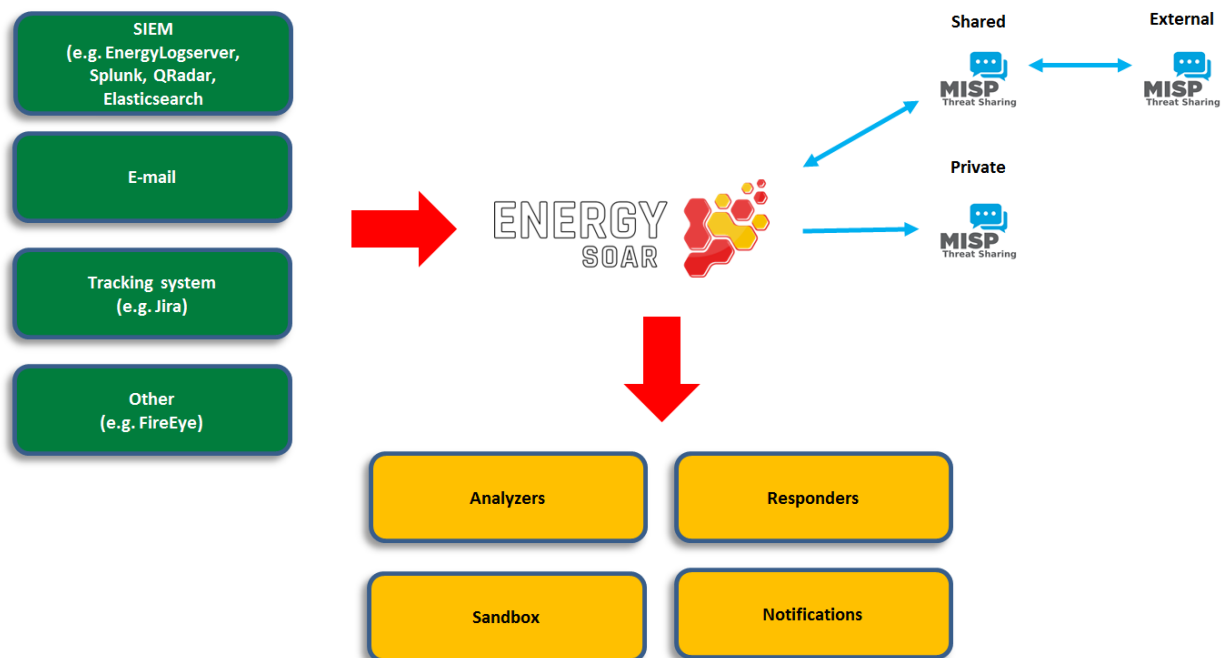 SIEM
(e.g. EnergyLogserver,
Splunk, QRadar,
Elasticsearch
E-mail
Tracking system
(e.g. Jira)
Other
(e.g. FireEye)
ENERGY
SOAR
Shared
MISP
Threat Sharing
External
MISP
Threat Sharing
Private
MISP
Threat Sharing
Analyzers
Responders
Sandbox
Notifications